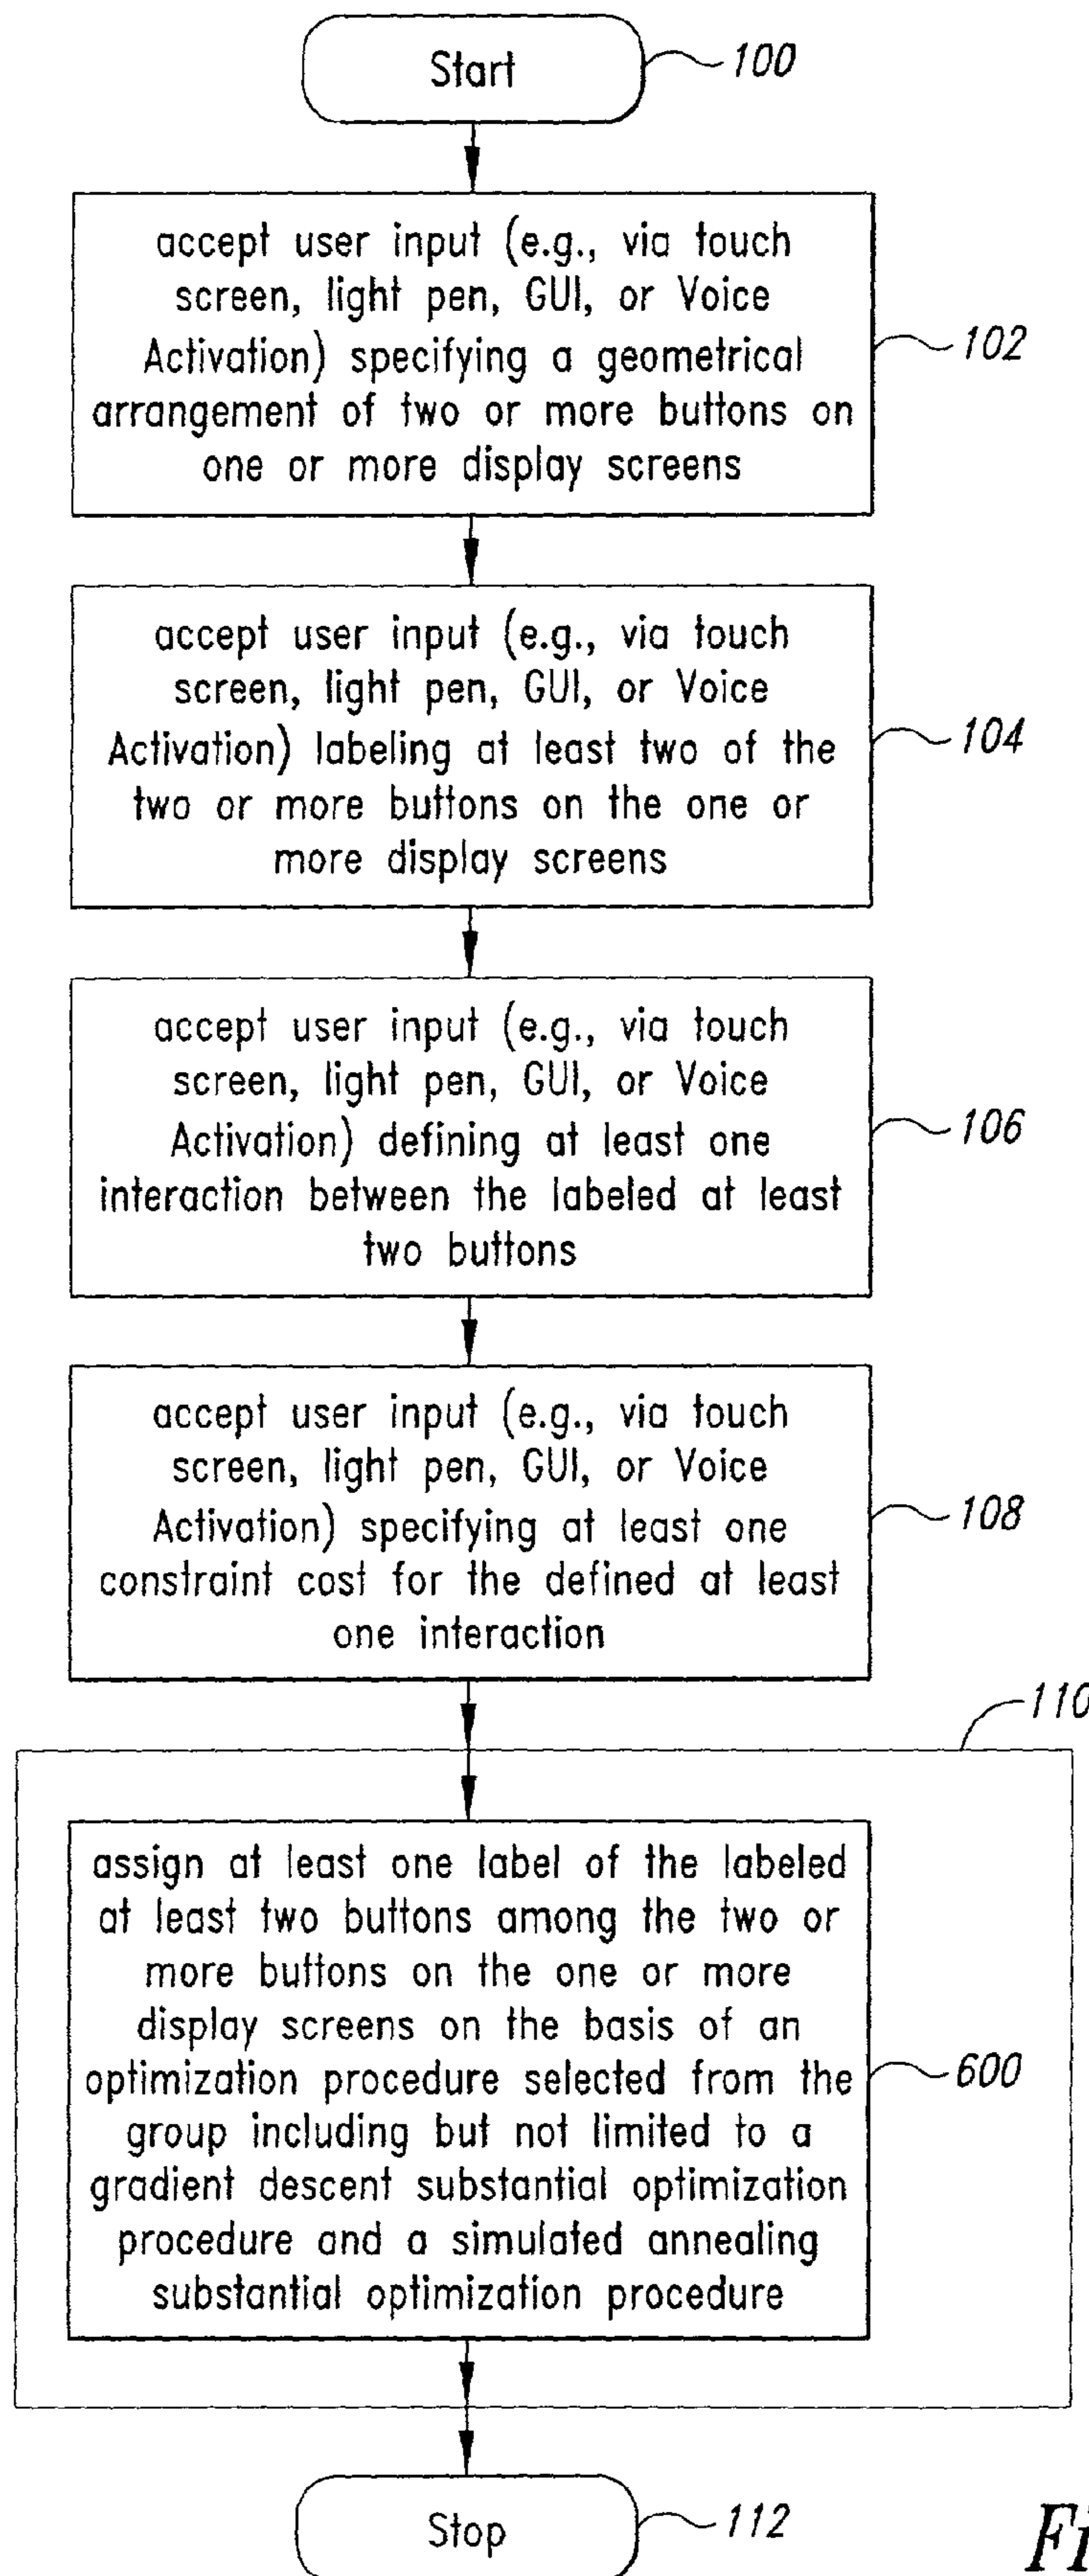 Start
100
accept user input (e.g., via touch
screen, light pen, GUI, or Voice
Activation) specifying a geometrical
arrangement of two or more buttons on
one or more display screens
102
accept user input (e.g., via touch
screen, light pen, GUI, or Voice
Activation) labeling at least two of the
two or more buttons on the one or
more display screens
104
accept user input (e.g., via touch
screen, light pen, GUI, or Voice
Activation) defining at least one
interaction between the labeled at least
two buttons
106
accept user input (e.g., via touch
screen, light pen, GUI, or Voice
Activation) specifying at least one
constraint cost for the defined at least
one interaction
108
110
assign at least one label of the labeled
at least two buttons among the two or
more buttons on the one or more
display screens on the basis of an
optimization procedure selected from the
group including but not limited to a
gradient descent substantial optimization
procedure and a simulated annealing
substantial optimization procedure
600
Stop
112